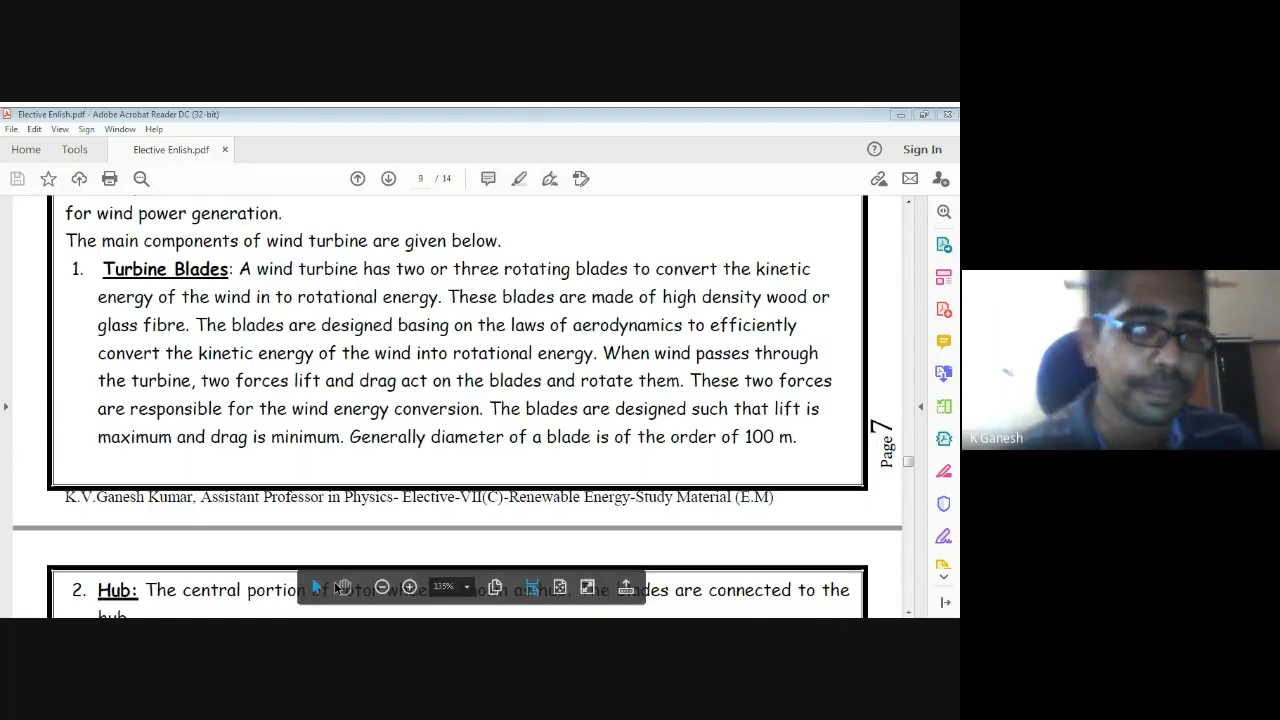 Elective Enlish.pdf - Adobe Acrobat Reader DC (32-bit)
File Edit View Sign Window Help
Home Tools Elective Enlish.pdf × Sign In
9 / 14
for wind power generation.
The main components of wind turbine are given below.
1. Turbine Blades: A wind turbine has two or three rotating blades to convert the kinetic
energy of the wind in to rotational energy. These blades are made of high density wood or
glass fibre. The blades are designed basing on the laws of aerodynamics to efficiently
convert the kinetic energy of the wind into rotational energy. When wind passes through
the turbine, two forces lift and drag act on the blades and rotate them. These two forces
are responsible for the wind energy conversion. The blades are designed such that lift is
maximum and drag is minimum. Generally diameter of a blade is of the order of 100 m.
Page 7
K.V.Ganesh Kumar, Assistant Professor in Physics- Elective-VII(C)-Renewable Energy-Study Material (E.M)
2. Hub: The central portion of are connected to the
hub
135%
K Ganesh